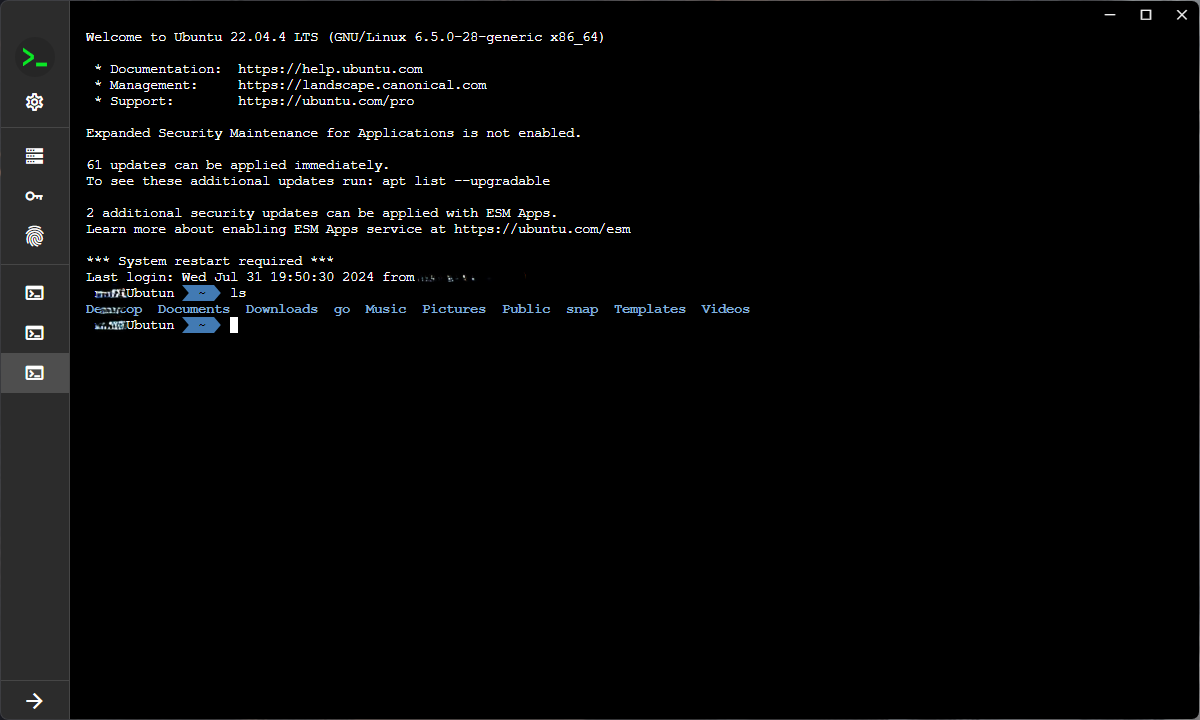 Welcome to Ubuntu 22.04.4 LTS (GNU/Linux 6.5.0-28-generic x86_64)
* Documentation: https://help.ubuntu.com
* Management: https://landscape.canonical.com
* Support: https://ubuntu.com/pro
Expanded Security Maintenance for Applications is not enabled.
61 updates can be applied immediately.
To see these additional updates run: apt list --upgradable
2 additional security updates can be applied with ESM Apps.
Learn more about enabling ESM Apps service at https://ubuntu.com/esm
*** System restart required ***
Last login: Wed Jul 31 19:50:30 2024 from
Ubutun ~ ls
Documents Downloads go Music Pictures Public snap Templates Videos
Ubutun ~